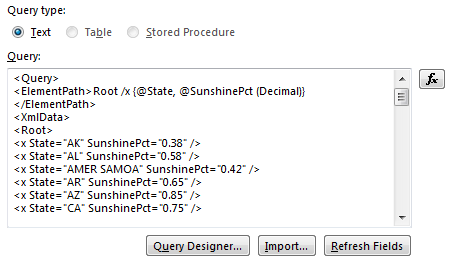 Query type:
Text Table Stored Procedure
Query:
<Query>
<ElementPath>Root /x {@State, @SunshinePct (Decimal)}
</ElementPath>
<XmlData>
<Root>
<x State="AK" SunshinePct="0.38" />
<x State="AL" SunshinePct="0.58" />
<x State="AMER SAMOA" SunshinePct="0.42" />
<x State="AR" SunshinePct="0.65" />
<x State="AZ" SunshinePct="0.85" />
<x State="CA" SunshinePct="0.75" />
fx
Query Designer... Import... Refresh Fields